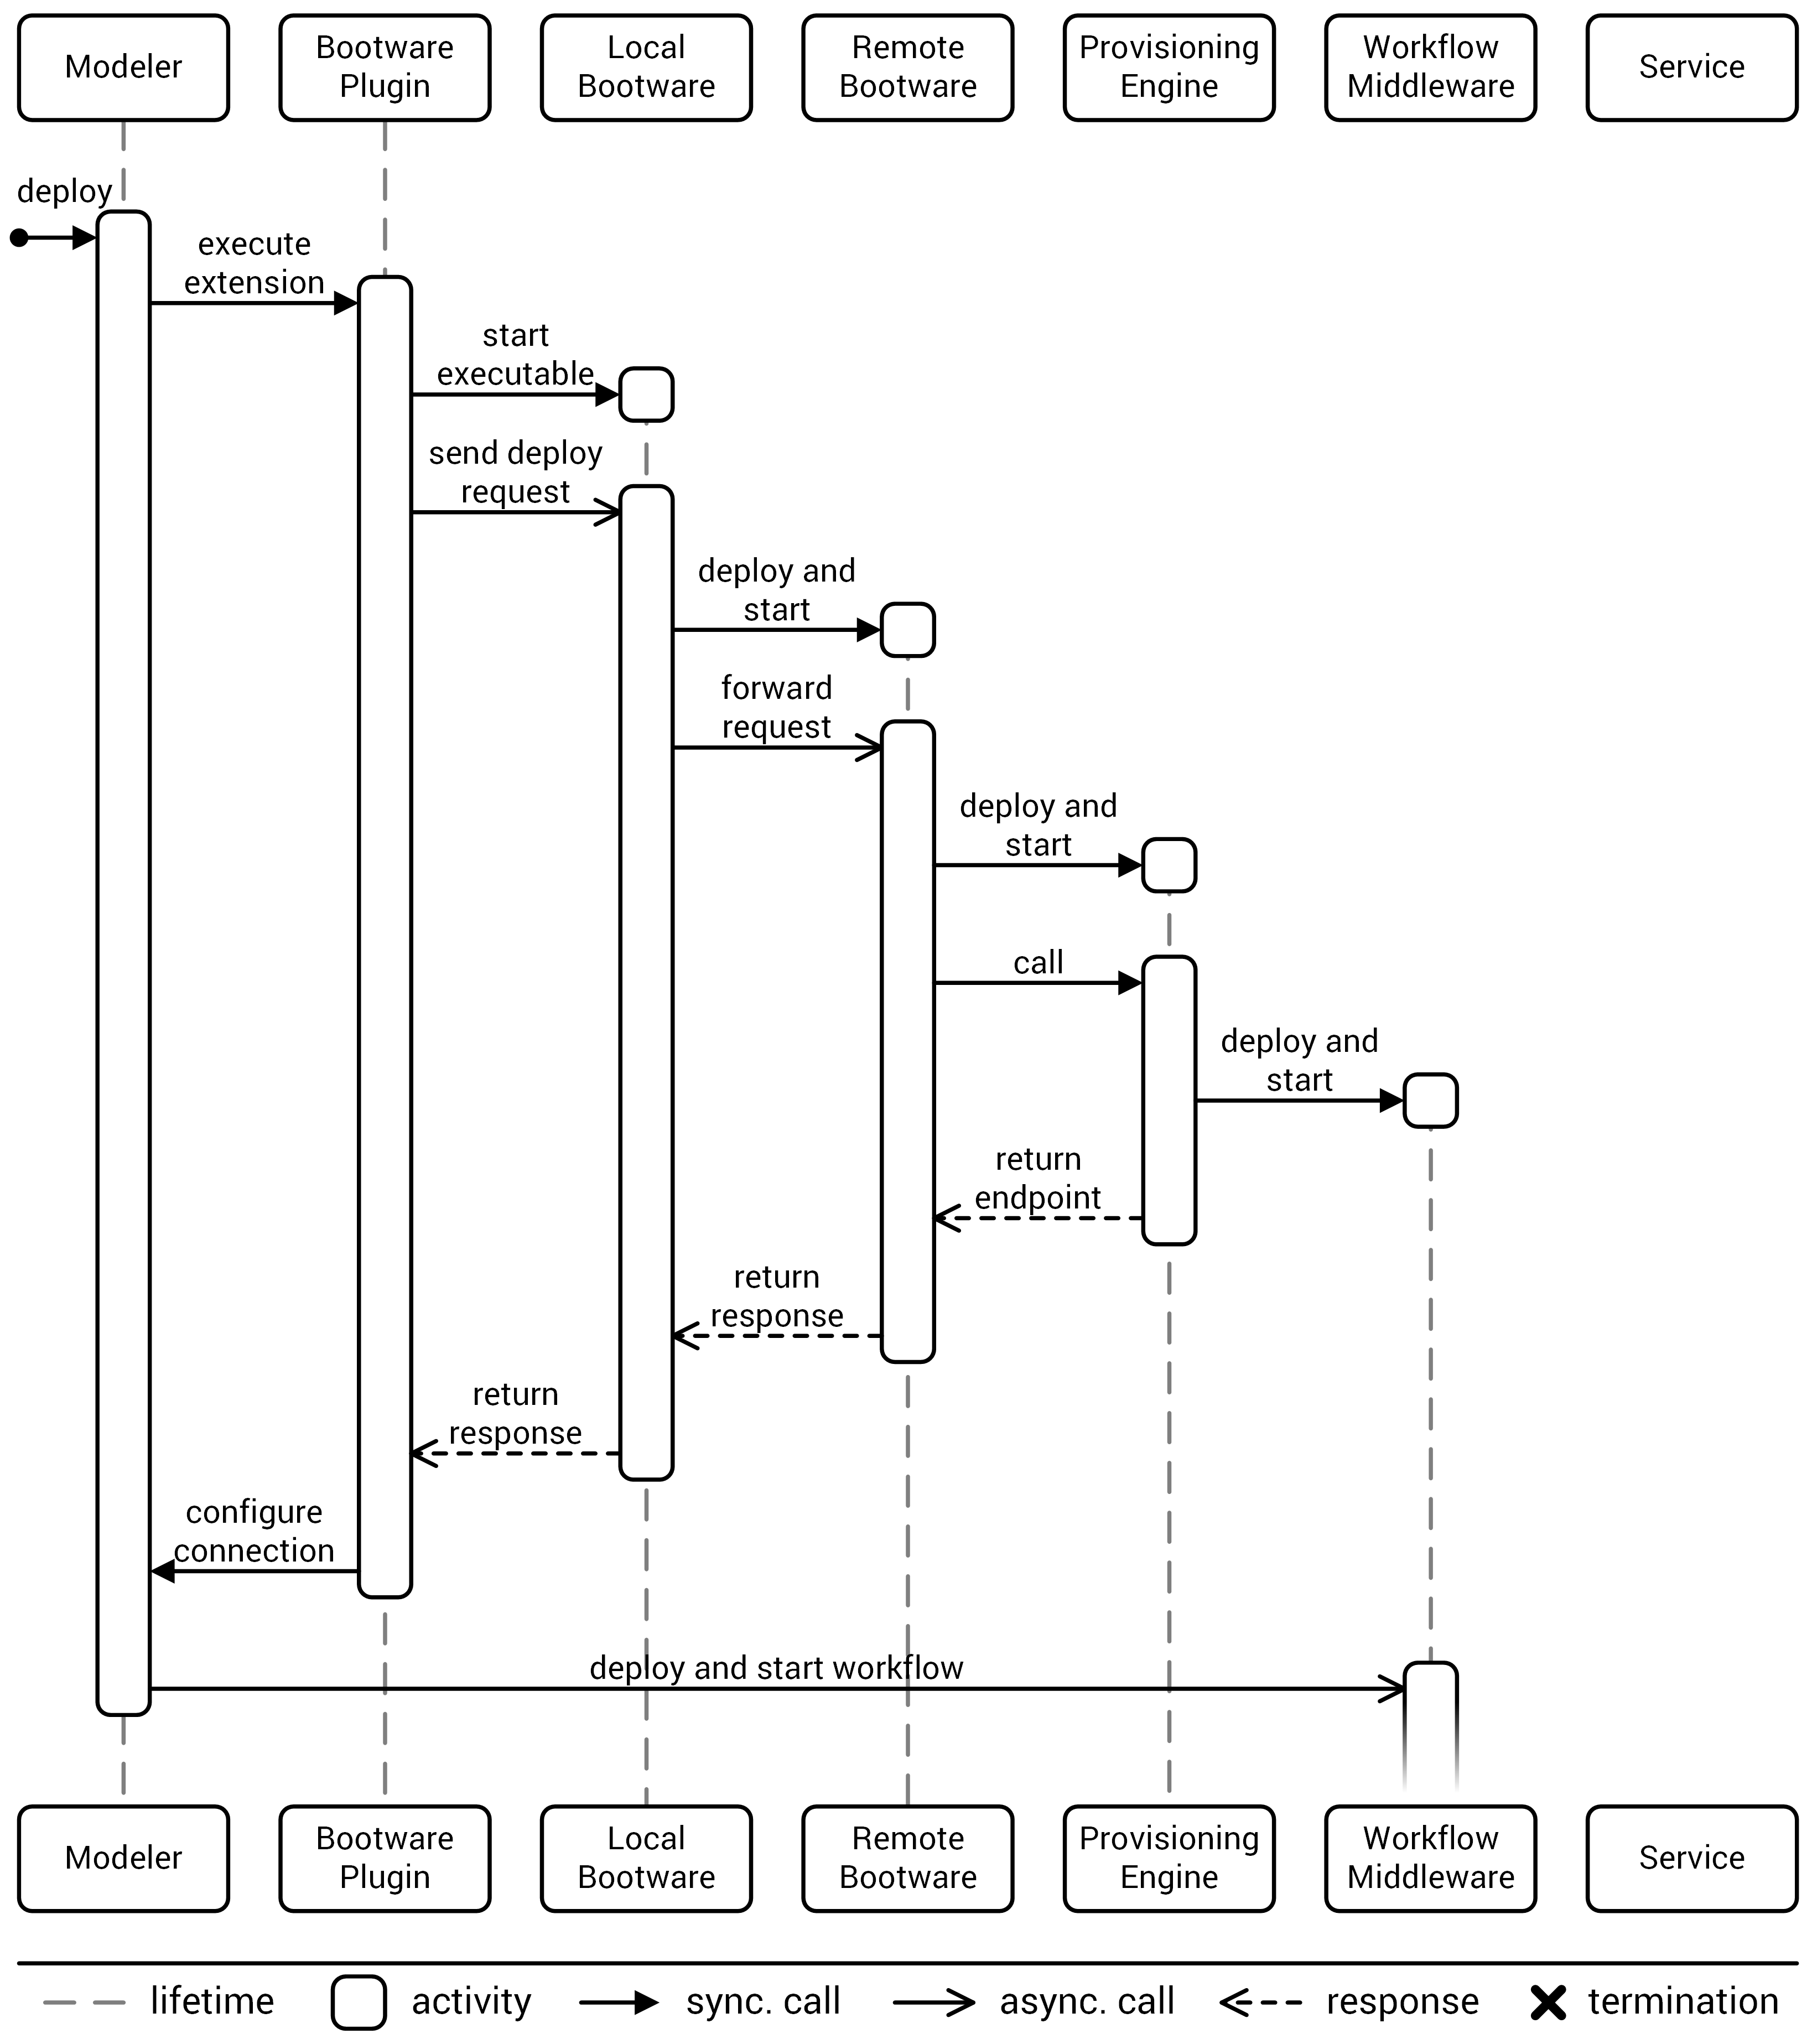 Modeler
Bootware
Plugin
Local
Bootware
Remote
Bootware
Provisioning
Engine
Workflow
Middleware
Service
deploy
execute
extension
start
executable
send deploy
request
deploy and
start
forward
request
deploy and
start
call
deploy and
start
return
endpoint
return
response
return
response
configure
connection
deploy and start workflow
Modeler
Bootware
Plugin
Local
Bootware
Remote
Bootware
Provisioning
Engine
Workflow
Middleware
Service
lifetime
activity
sync. call
async. call
response
termination